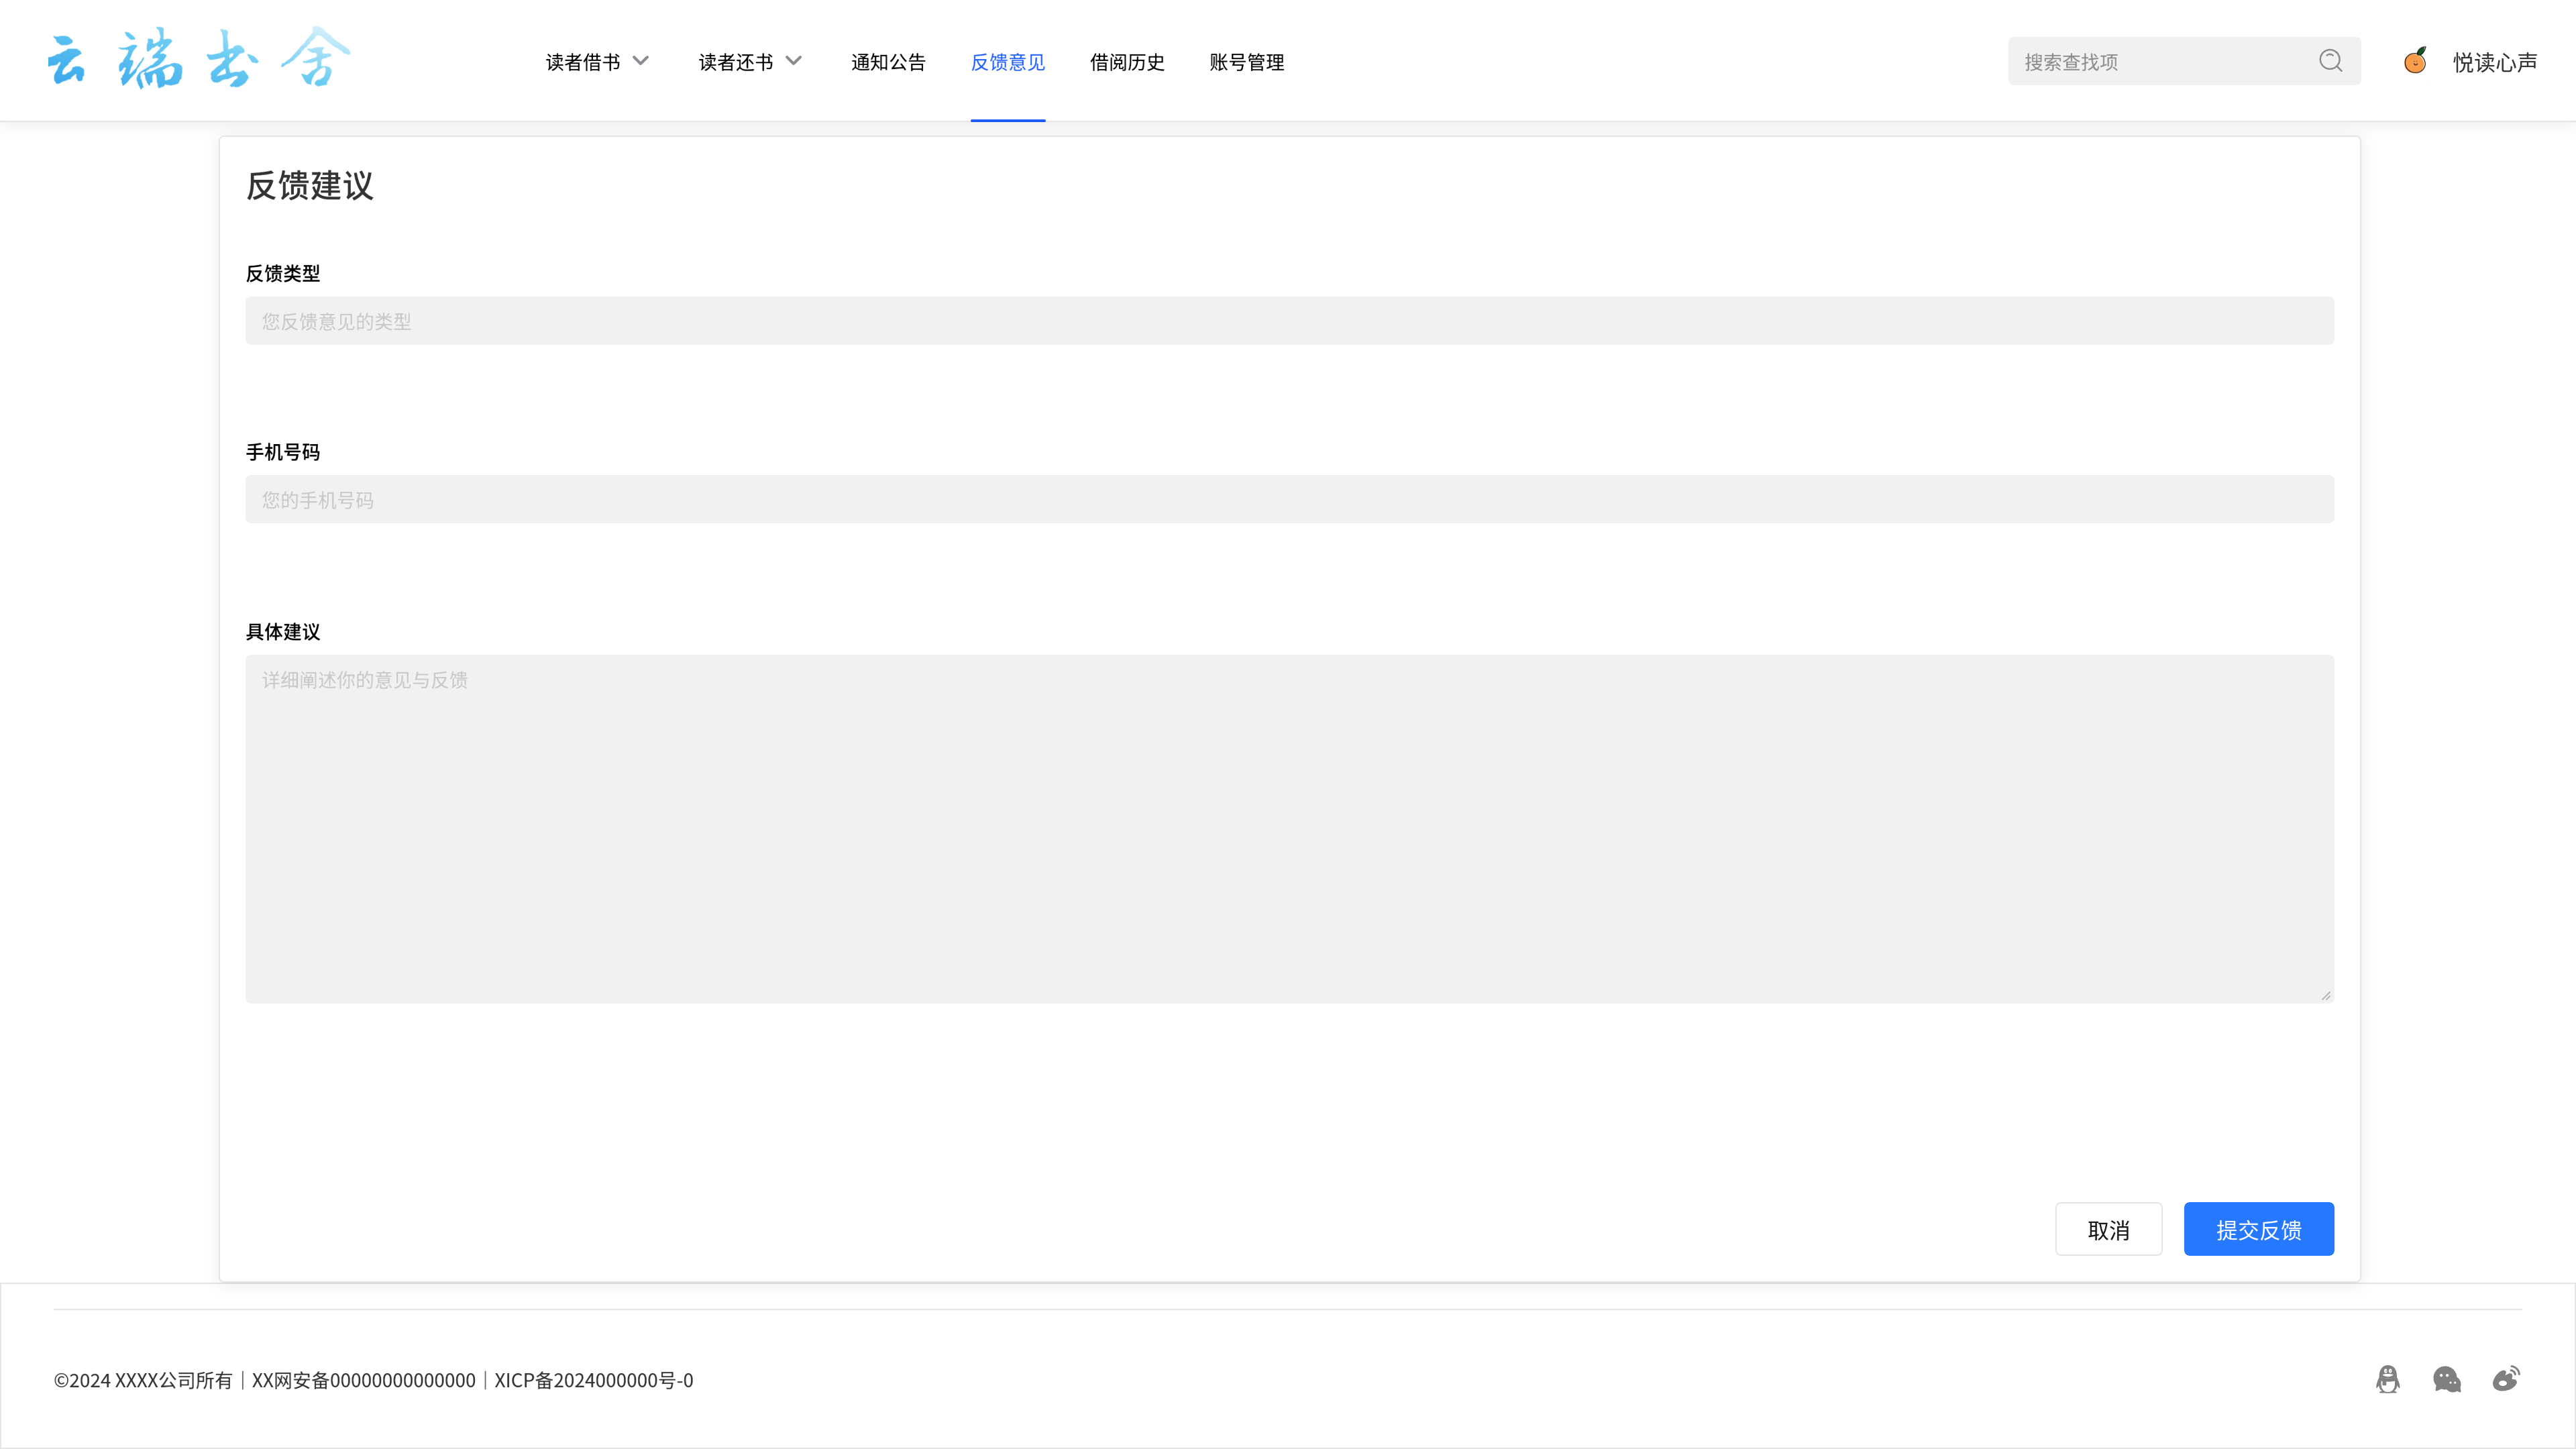 云端书舍
读者借书 读者还书 通知公告 反馈意见 借阅历史 账号管理 搜索查找项 悦读心声
反馈建议
反馈类型
您反馈意见的类型
手机号码
您的手机号码
具体建议
详细阐述你的意见与反馈
取消 提交反馈
©2024 XXXX公司所有｜XX网安备00000000000000｜XICP备2024000000号-0